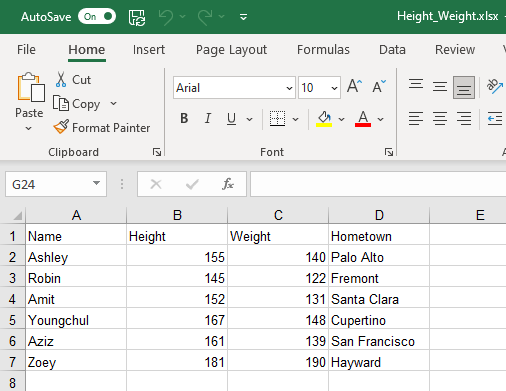 AutoSave On Height_Weight.xlsx -
File Home Insert Page Layout Formulas Data Review
Paste
Cut
Copy
Format Painter
Clipboard
Arial 10 A A
B I U A
Font
G24 fx
A B C D E
1 Name Height Weight Hometown
2 Ashley 155 140 Palo Alto
3 Robin 145 122 Fremont
4 Amit 152 131 Santa Clara
5 Youngchul 167 148 Cupertino
6 Aziz 161 139 San Francisco
7 Zoey 181 190 Hayward
8